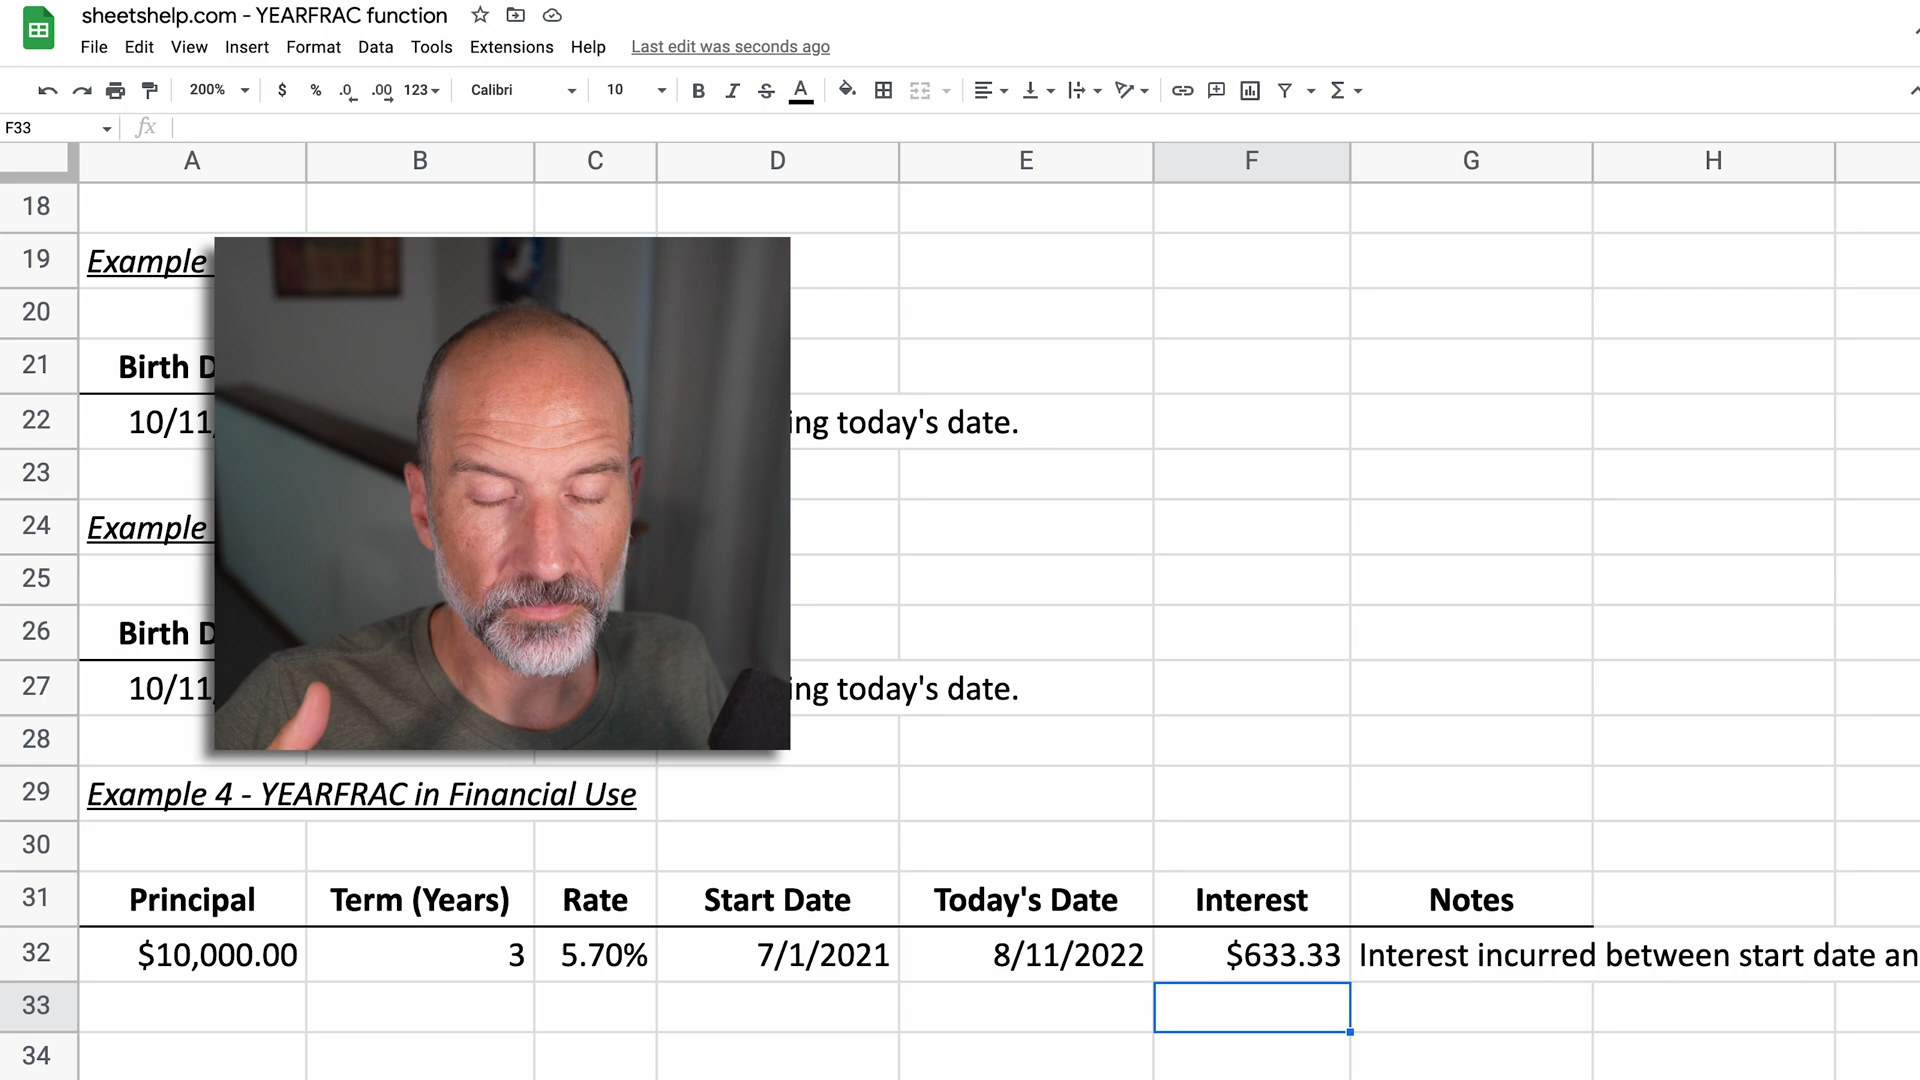 sheetshelp.com - YEARFRAC function
File Edit View Insert Format Data Tools Extensions Help Last edit was seconds ago
200% $ % .0 .00 123 Calibri 10 B I S A Σ
F33 fx
A B C D E F G H
18
19 Example
20
21 Birth D
22 10/11/ ing today's date.
23
24 Example
25
26 Birth D
27 10/11/ ing today's date.
28
29 Example 4 - YEARFRAC in Financial Use
30
31 Principal Term (Years) Rate Start Date Today's Date Interest Notes
32 $10,000.00 3 5.70% 7/1/2021 8/11/2022 $633.33 Interest incurred between start date an
33
34